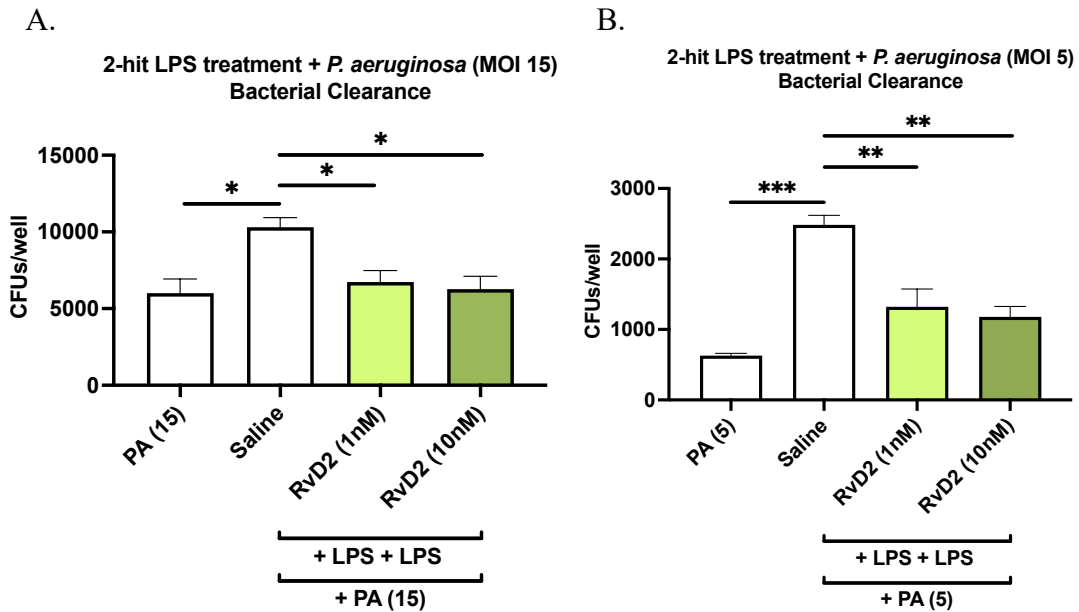 A.
2-hit LPS treatment + P. aeruginosa (MOI 15)
Bacterial Clearance
CFUs/well
15000
10000
5000
0
*
*
*
PA (15)
Saline
RvD2 (1nM)
RvD2 (10nM)
+ LPS + LPS
+ PA (15)
B.
2-hit LPS treatment + P. aeruginosa (MOI 5)
Bacterial Clearance
CFUs/well
3000
2000
1000
0
***
**
**
PA (5)
Saline
RvD2 (1nM)
RvD2 (10nM)
+ LPS + LPS
+ PA (5)